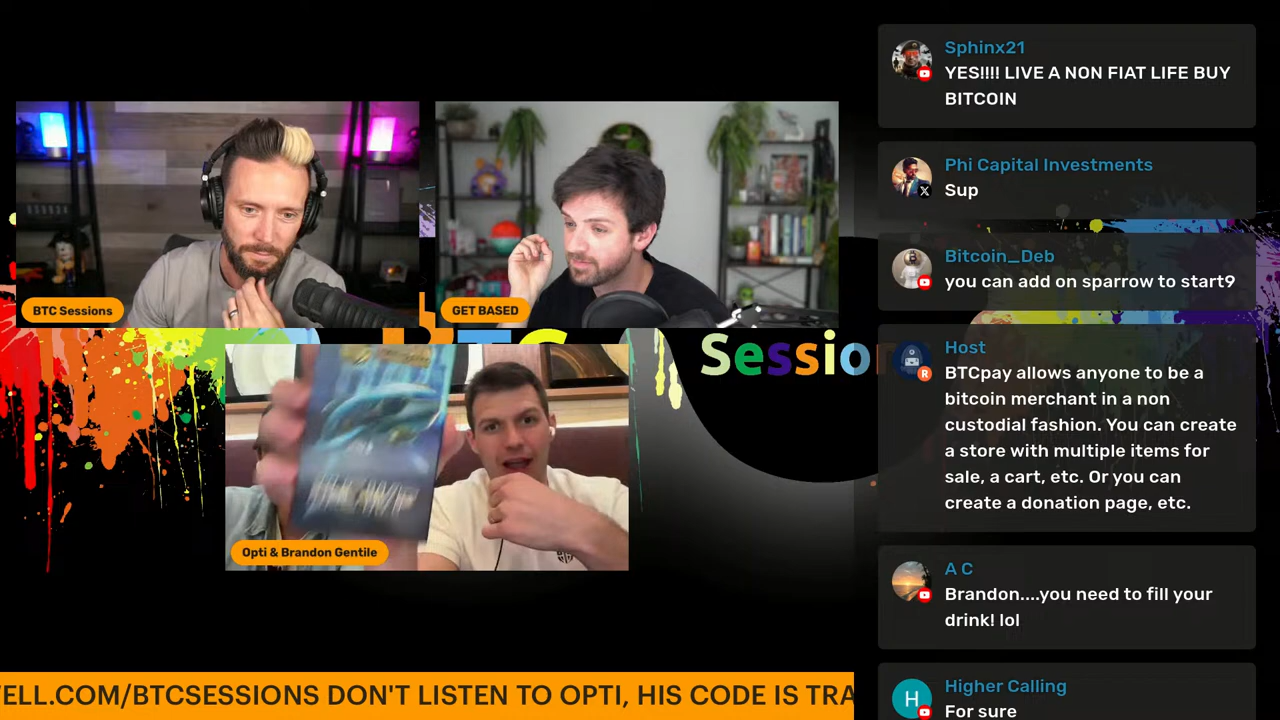 BTC Sessions
GET BASED
Sessio
Opti & Brandon Gentile
ELL.COM/BTCSESSIONS DON'T LISTEN TO OPTI, HIS CODE IS TRA
Sphinx21
YES!!!! LIVE A NON FIAT LIFE BUY
BITCOIN
Phi Capital Investments
Sup
Bitcoin_Deb
you can add on sparrow to start9
Host
BTCpay allows anyone to be a
bitcoin merchant in a non
custodial fashion. You can create
a store with multiple items for
sale, a cart, etc. Or you can
create a donation page, etc.
A C
Brandon....you need to fill your
drink! lol
Higher Calling
For sure